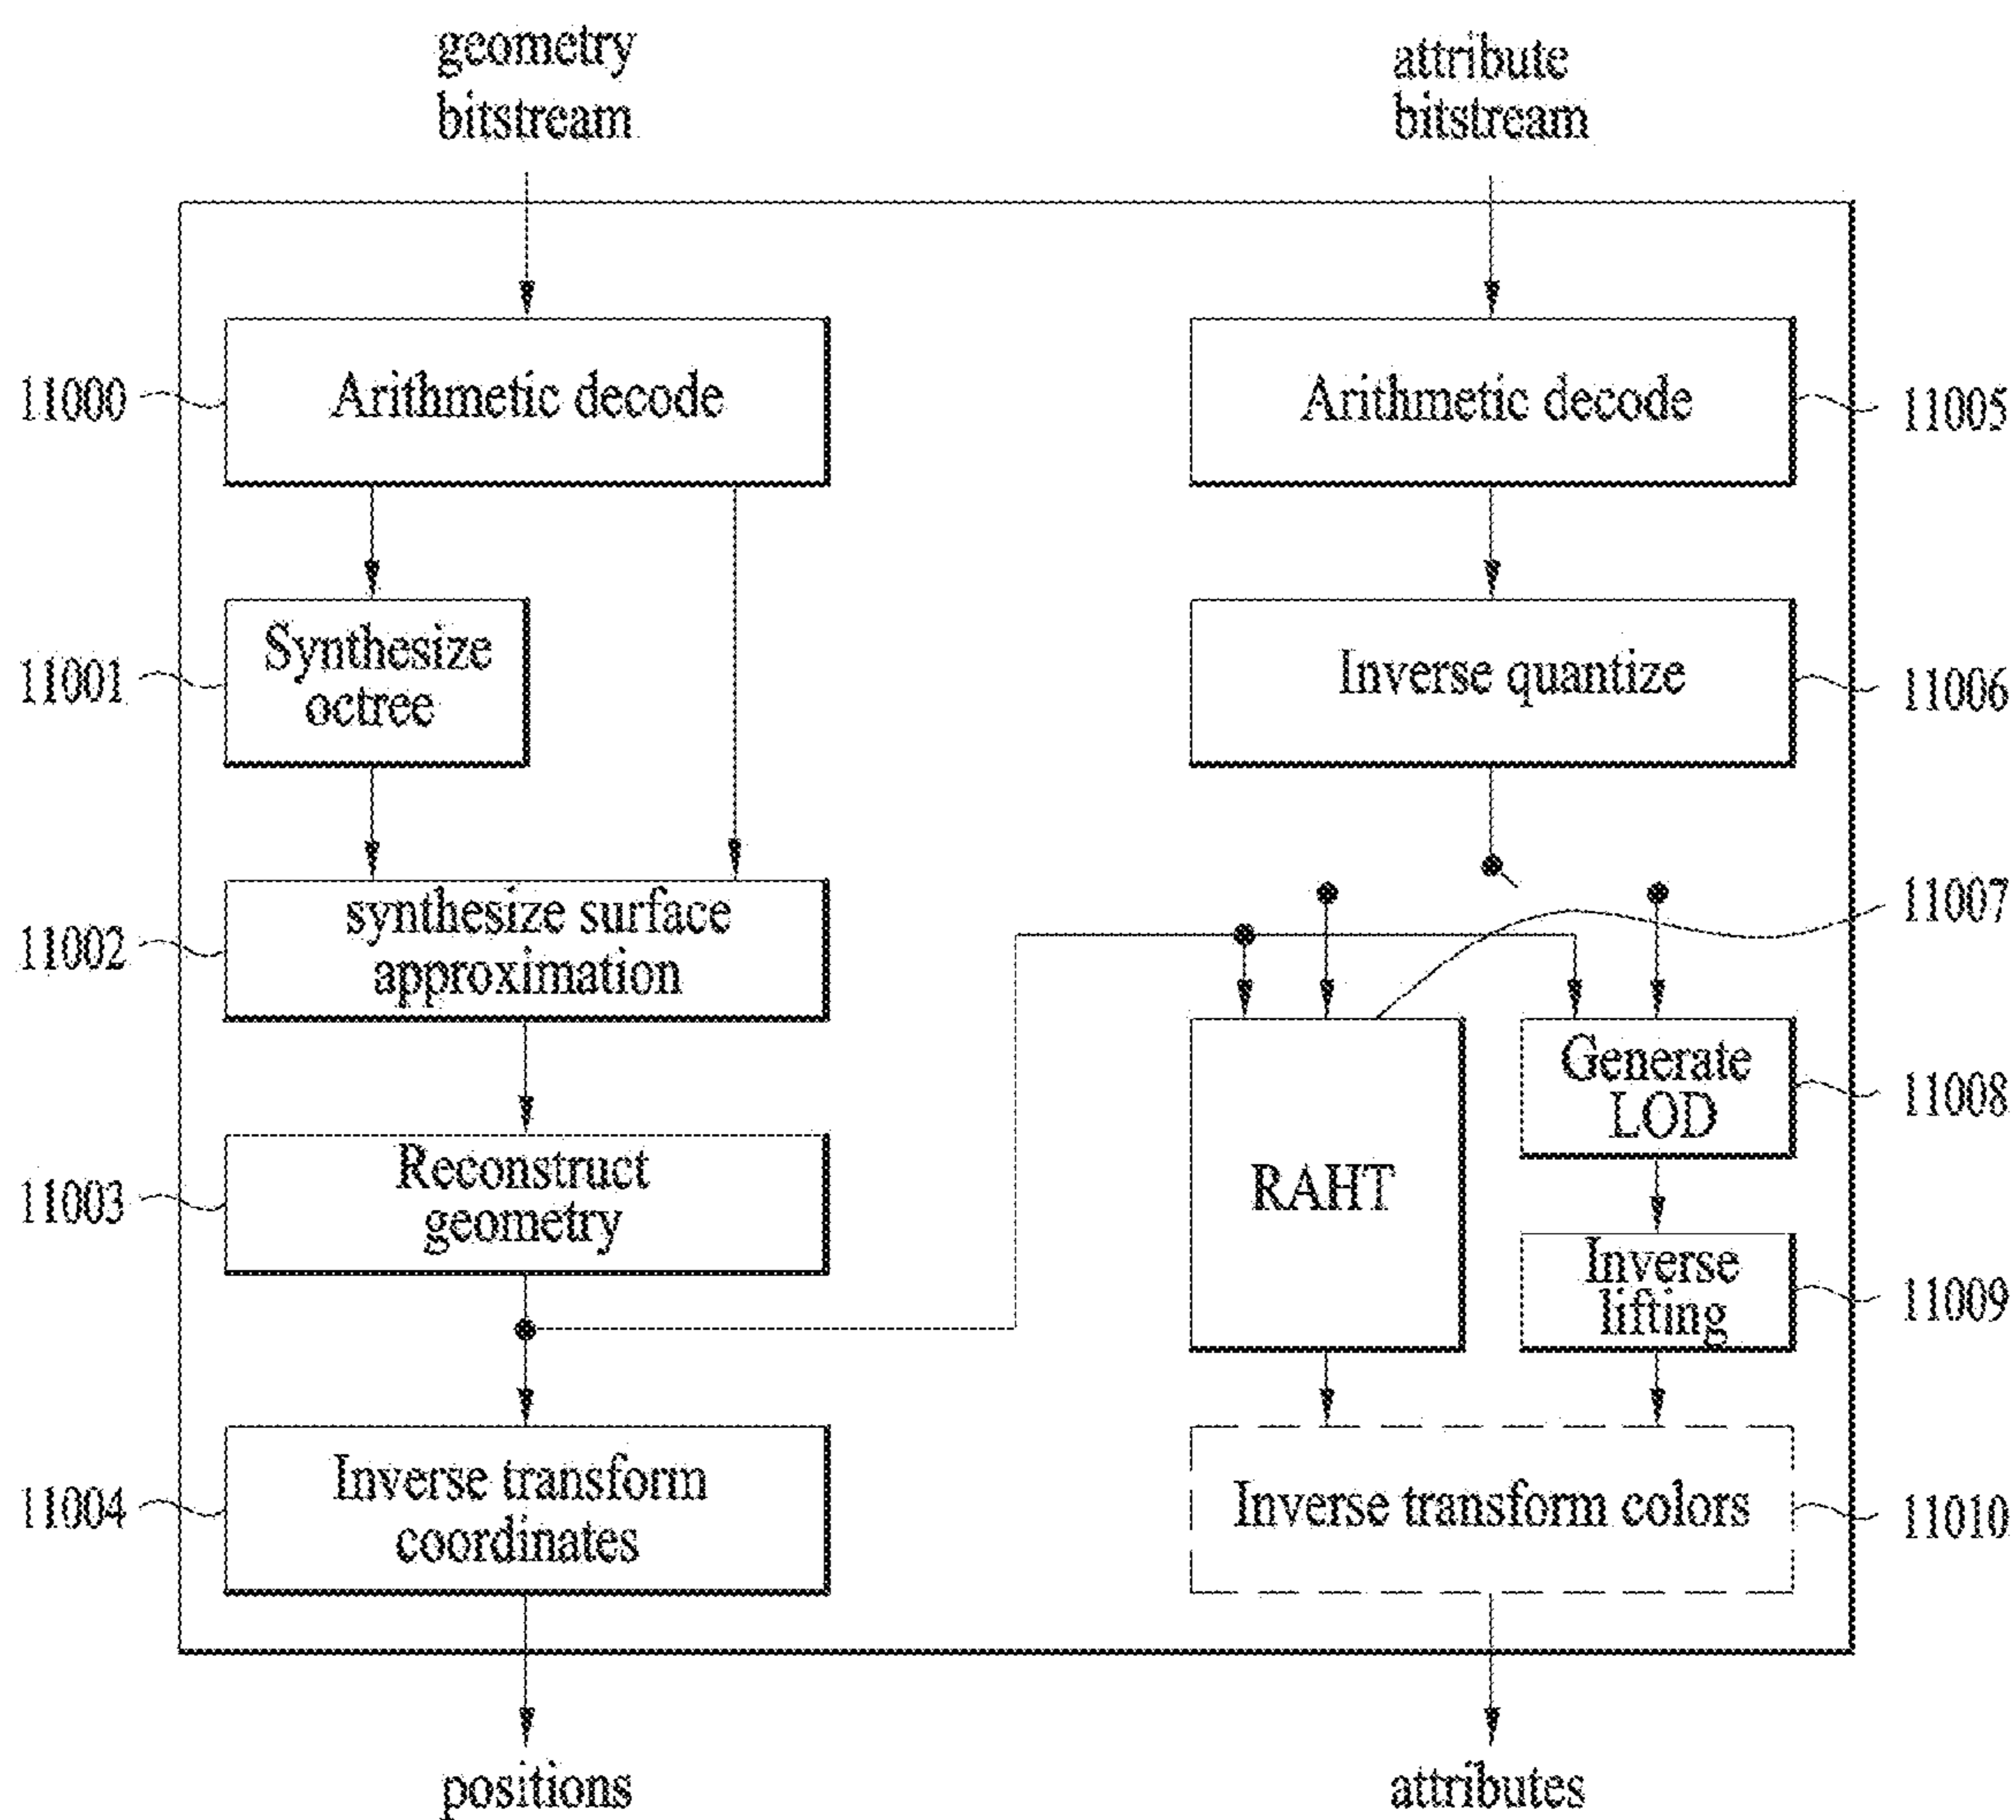 geometry
bitstream
attribute
bitstream
11000
Arithmetic decode
Arithmetic decode
11005
11001
Synthesize
octree
Inverse quantize
11006
11002
synthesize surface
approximation
11007
11003
Reconstruct
geometry
RAHT
Generate
LOD
11008
Inverse
lifting
11009
11004
Inverse transform
coordinates
Inverse transform colors
11010
positions
attributes